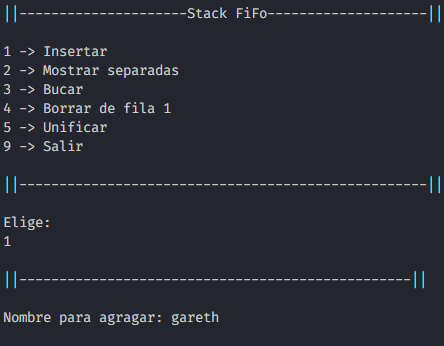 ||---------------------Stack FiFo--------------------||
1 -> Insertar
2 -> Mostrar separadas
3 -> Bucar
4 -> Borrar de fila 1
5 -> Unificar
9 -> Salir
||---------------------------------------------------||
Elige:
1
||-------------------------------------------------||
Nombre para agragar: gareth